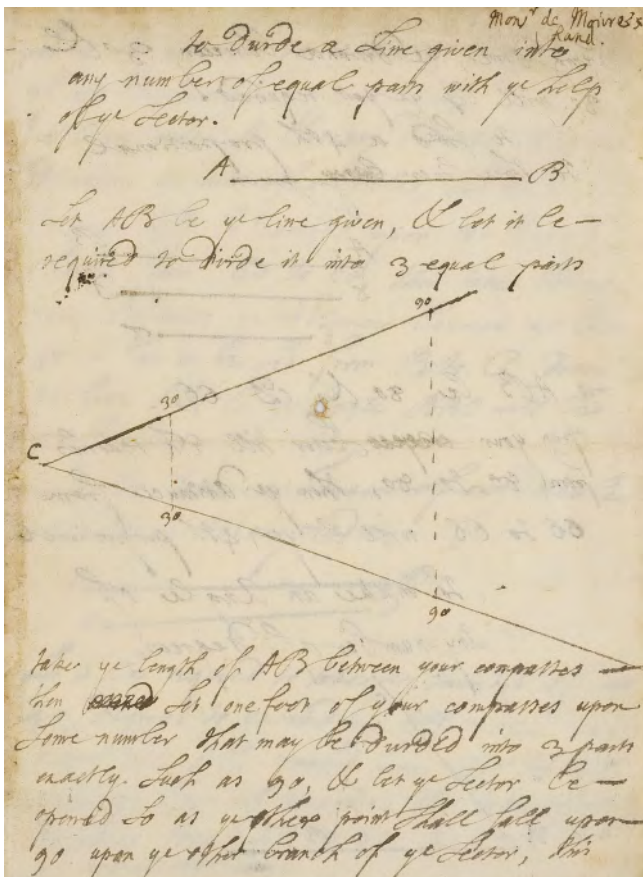 Monr de Moivre's
hand.
to divide a Line given into
any number of equal parts with ye help
of ye Sector.
A B
Let AB be ye line given, & let it be
required to divide it into 3 equal parts
90
30
C
30
90
take ye length of AB between your compasses
then set one foot of your compasses upon
some number that may be divided into 3 parts
exactly. Such as 90, & let ye Sector be
opened so as ye other point shall fall upon
90 upon ye other branch of ye Sector, this